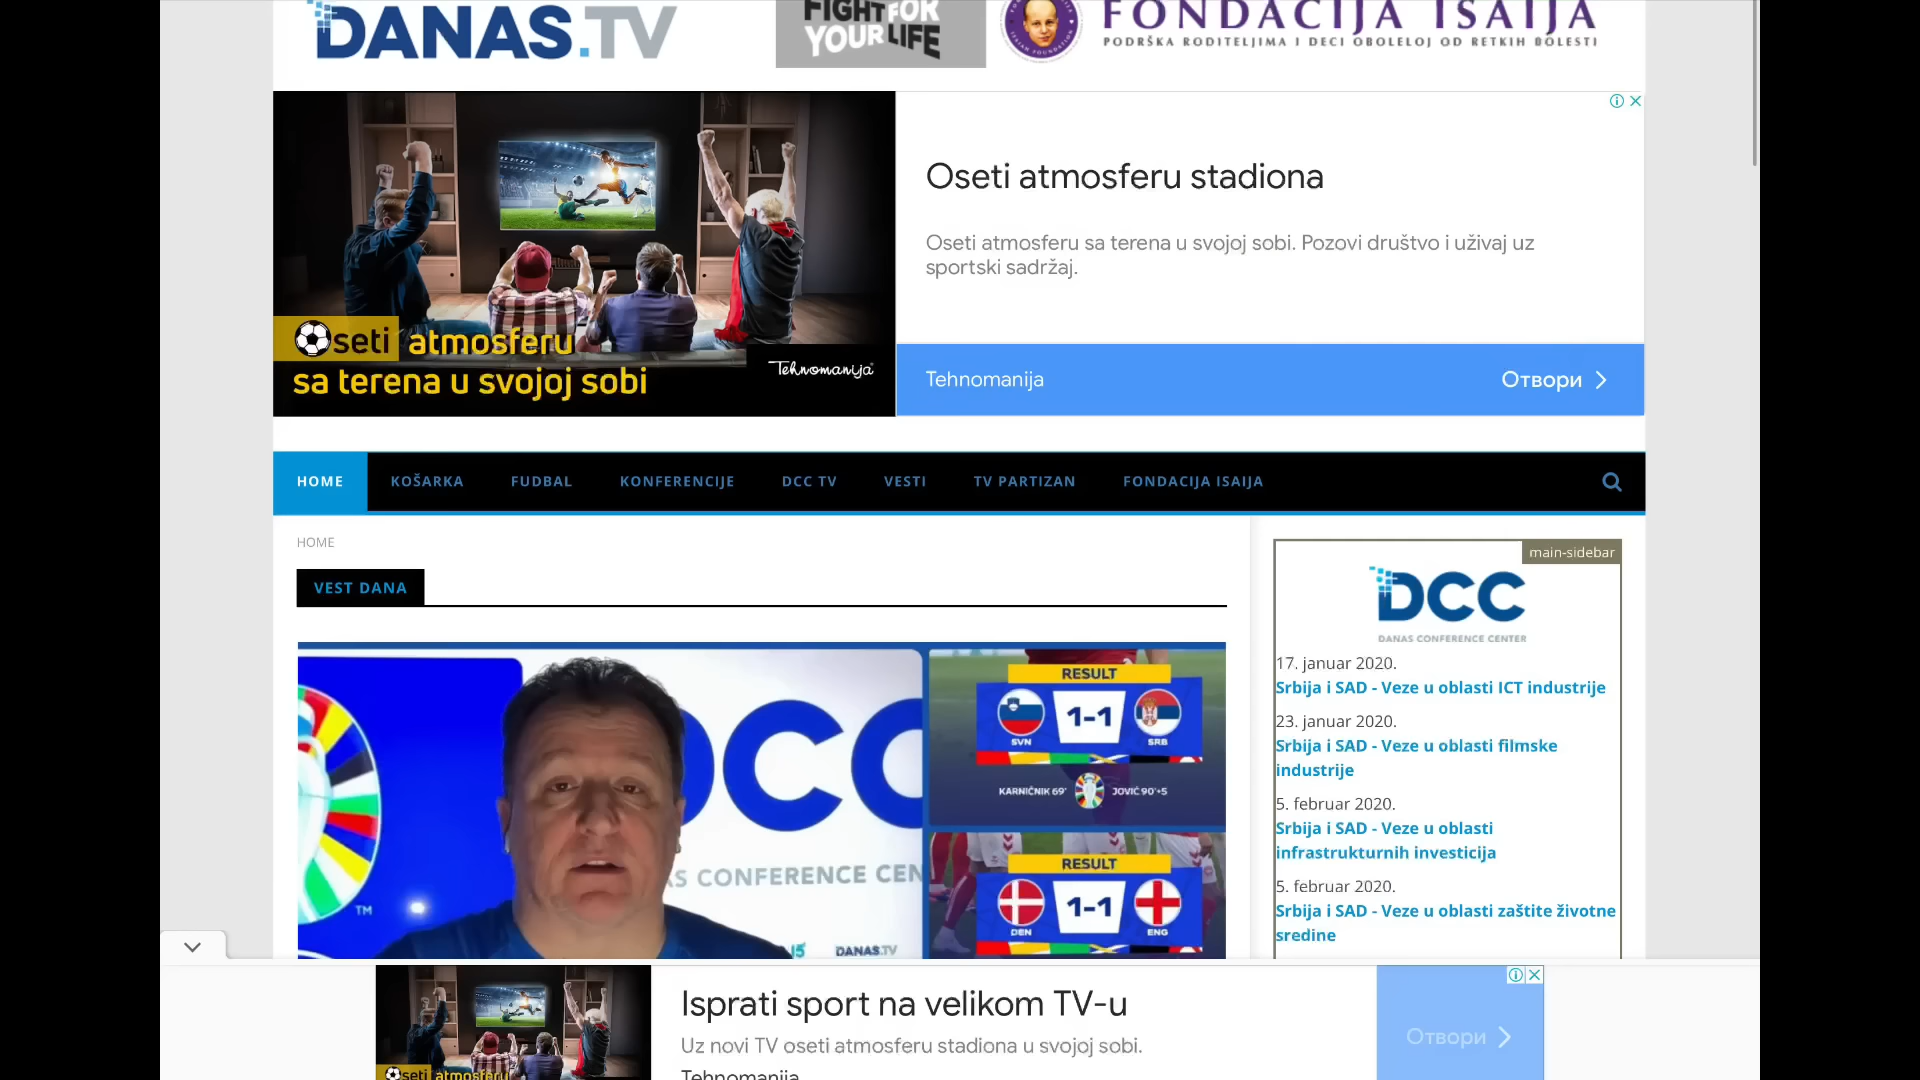 DANAS.TV
FIGHT FOR
YOUR LIFE
FONDACIJA ISAIJA
PODRŠKA RODITELJIMA I DECI OBOLELOJ OD RETKIH BOLESTI
Oseti atmosferu
sa terena u svojoj sobi
Tehnomanija
Oseti atmosferu stadiona
Oseti atmosferu sa terena u svojoj sobi. Pozovi društvo i uživaj uz
sportski sadržaj.
Tehnomanija
Отвори
HOME KOŠARKA FUDBAL KONFERENCIJE DCC TV VESTI TV PARTIZAN FONDACIJA ISAIJA
HOME
VEST DANA
DCC
S CONFERENCE CEN
TM
DANAS.TV
RESULT
1-1
SVN SRB
KARNIČNIK 69' JOVIĆ 90'+5
RESULT
1-1
DEN ENG
main-sidebar
DCC
DANAS CONFERENCE CENTER
17. januar 2020.
Srbija i SAD - Veze u oblasti ICT industrije
23. januar 2020.
Srbija i SAD - Veze u oblasti filmske
industrije
5. februar 2020.
Srbija i SAD - Veze u oblasti
infrastrukturnih investicija
5. februar 2020.
Srbija i SAD - Veze u oblasti zaštite životne
sredine
Oseti atmosferu
Isprati sport na velikom TV-u
Uz novi TV oseti atmosferu stadiona u svojoj sobi.
Tehnomanija
Отвори